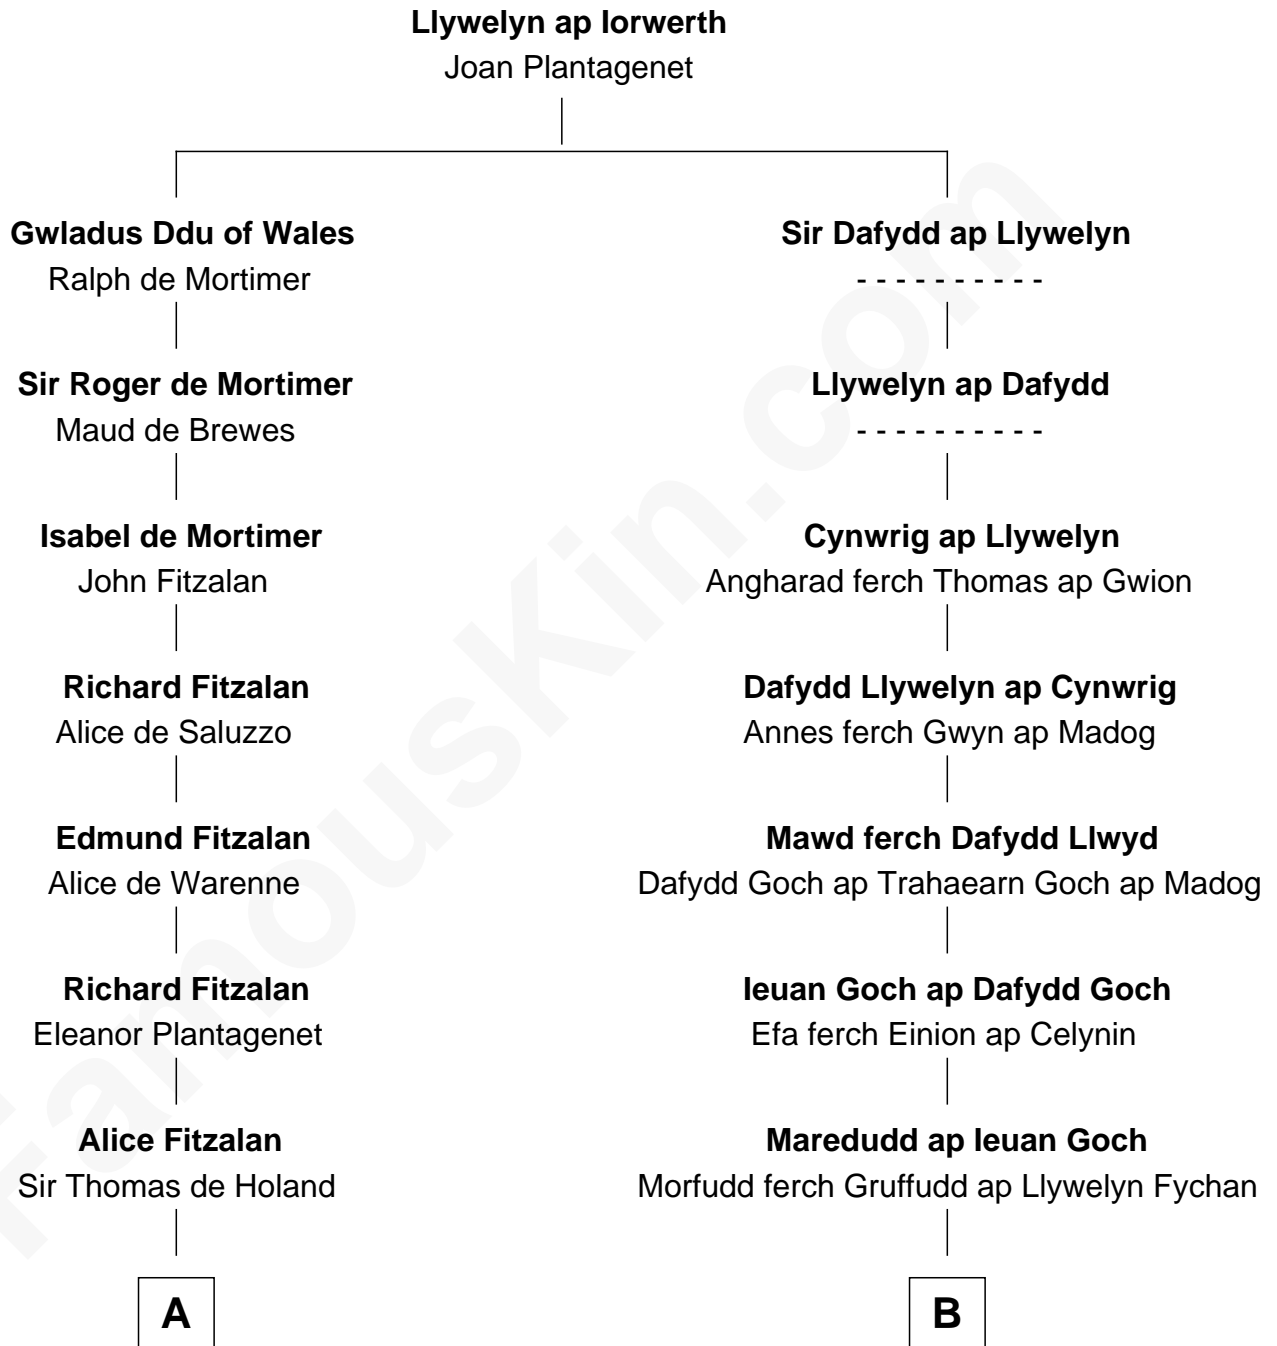 Llywelyn ap Iorwerth
Joan Plantagenet
Gwladus Ddu of Wales
Ralph de Mortimer
Sir Dafydd ap Llywelyn
- - - - - - - - - -
Sir Roger de Mortimer
Maud de Brewes
Llywelyn ap Dafydd
- - - - - - - - - -
Isabel de Mortimer
John Fitzalan
Cynwrig ap Llywelyn
Angharad ferch Thomas ap Gwion
Richard Fitzalan
Alice de Saluzzo
Dafydd Llywelyn ap Cynwrig
Annes ferch Gwyn ap Madog
Edmund Fitzalan
Alice de Warenne
Mawd ferch Dafydd Llwyd
Dafydd Goch ap Trahaearn Goch ap Madog
Richard Fitzalan
Eleanor Plantagenet
Ieuan Goch ap Dafydd Goch
Efa ferch Einion ap Celynin
Alice Fitzalan
Sir Thomas de Holand
Maredudd ap Ieuan Goch
Morfudd ferch Gruffudd ap Llywelyn Fychan
A
B
FamousKin.com